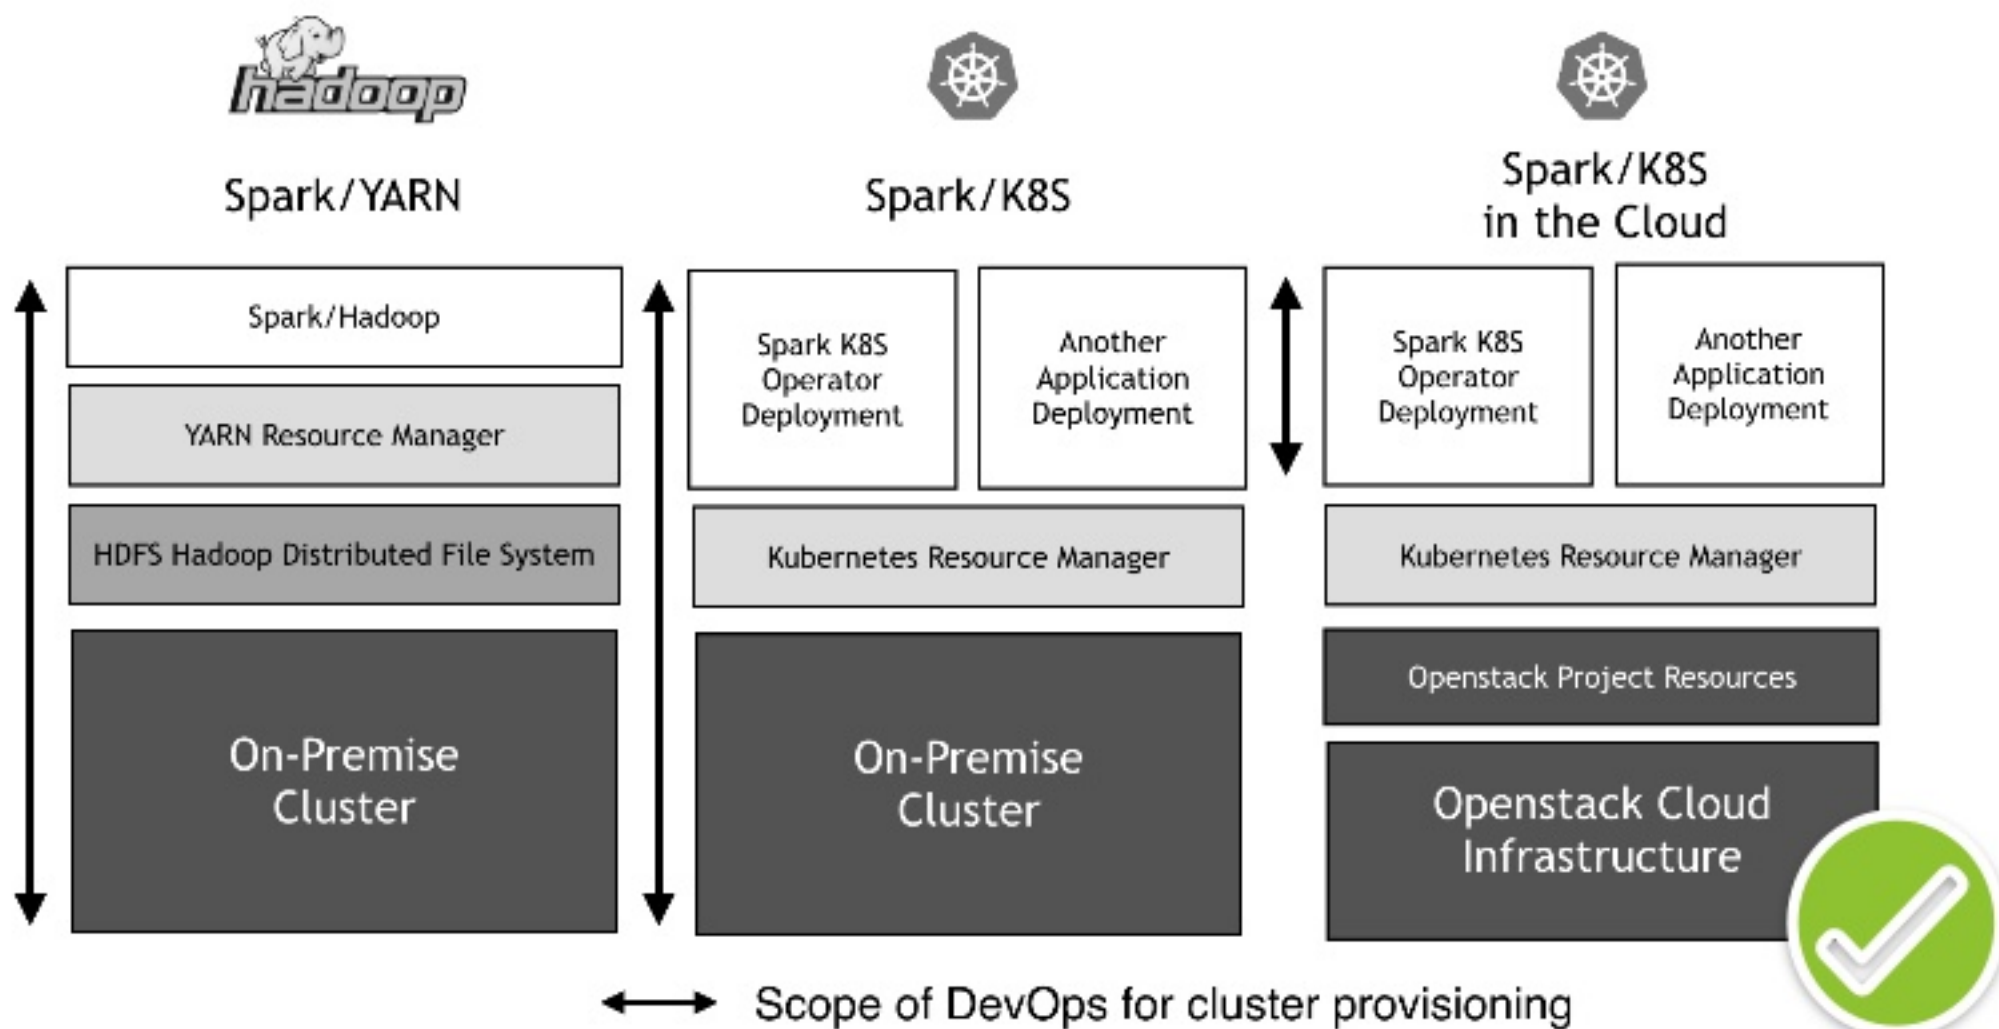 hadoop
Spark/YARN
Spark/Hadoop
YARN Resource Manager
HDFS Hadoop Distributed File System
On-Premise
Cluster
Spark/K8S
Spark K8S
Operator
Deployment
Another
Application
Deployment
Kubernetes Resource Manager
On-Premise
Cluster
Spark/K8S
in the Cloud
Spark K8S
Operator
Deployment
Another
Application
Deployment
Kubernetes Resource Manager
Openstack Project Resources
Openstack Cloud
Infrastructure
Scope of DevOps for cluster provisioning